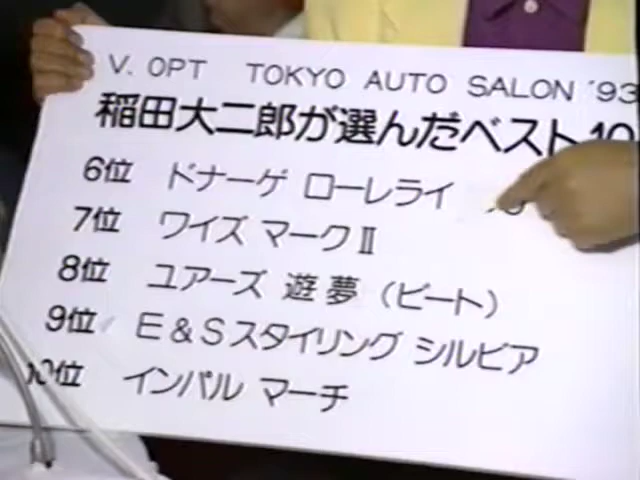 V. OPT TOKYO AUTO SALON '93
稲田大二郎が選んだベスト10
6位 ドナーゲ ローレライ
7位 ワイズ マークⅡ
8位 ユアーズ 遊夢（ビート）
9位 E&Sスタイリング シルビア
10位 インパル マーチ